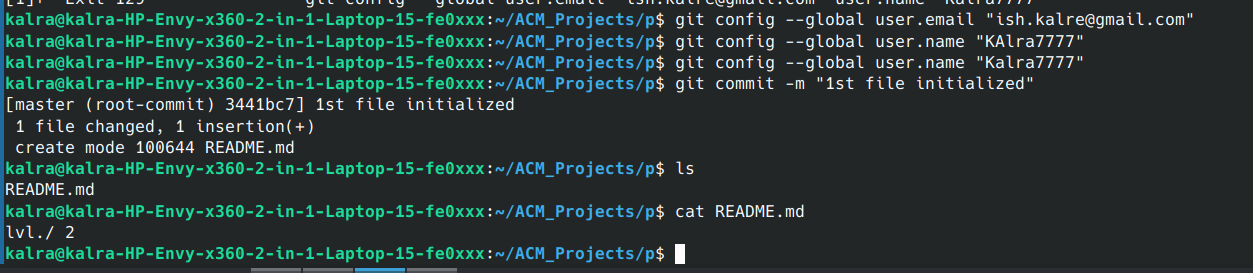 kalra@kalra-HP-Envy-x360-2-in-1-Laptop-15-fe0xxx:~/ACM_Projects/p$ git config --global user.email "ish.kalre@gmail.com"
kalra@kalra-HP-Envy-x360-2-in-1-Laptop-15-fe0xxx:~/ACM_Projects/p$ git config --global user.name "KAlra7777"
kalra@kalra-HP-Envy-x360-2-in-1-Laptop-15-fe0xxx:~/ACM_Projects/p$ git config --global user.name "Kalra7777"
kalra@kalra-HP-Envy-x360-2-in-1-Laptop-15-fe0xxx:~/ACM_Projects/p$ git commit -m "1st file initialized"
[master (root-commit) 3441bc7] 1st file initialized
 1 file changed, 1 insertion(+)
 create mode 100644 README.md
kalra@kalra-HP-Envy-x360-2-in-1-Laptop-15-fe0xxx:~/ACM_Projects/p$ ls
README.md
kalra@kalra-HP-Envy-x360-2-in-1-Laptop-15-fe0xxx:~/ACM_Projects/p$ cat README.md
lvl./ 2
kalra@kalra-HP-Envy-x360-2-in-1-Laptop-15-fe0xxx:~/ACM_Projects/p$